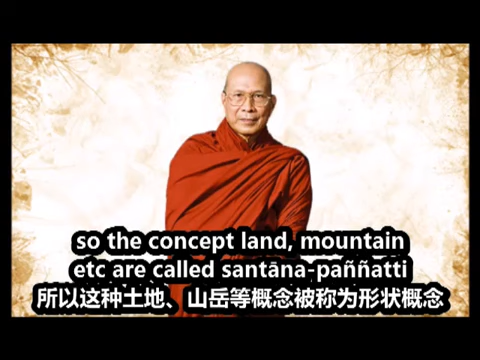 so the concept land, mountain
etc are called santāna-paññatti
所以这种土地、山岳等概念被称为形状概念